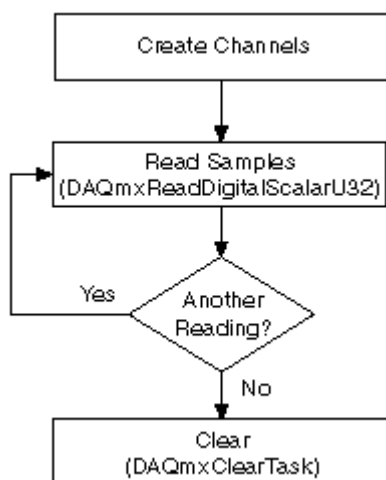 Create Channels
Read Samples
(DAQmxReadDigitalScalarU32)
Yes
Another
Reading?
No
Clear
(DAQmxClearTask)